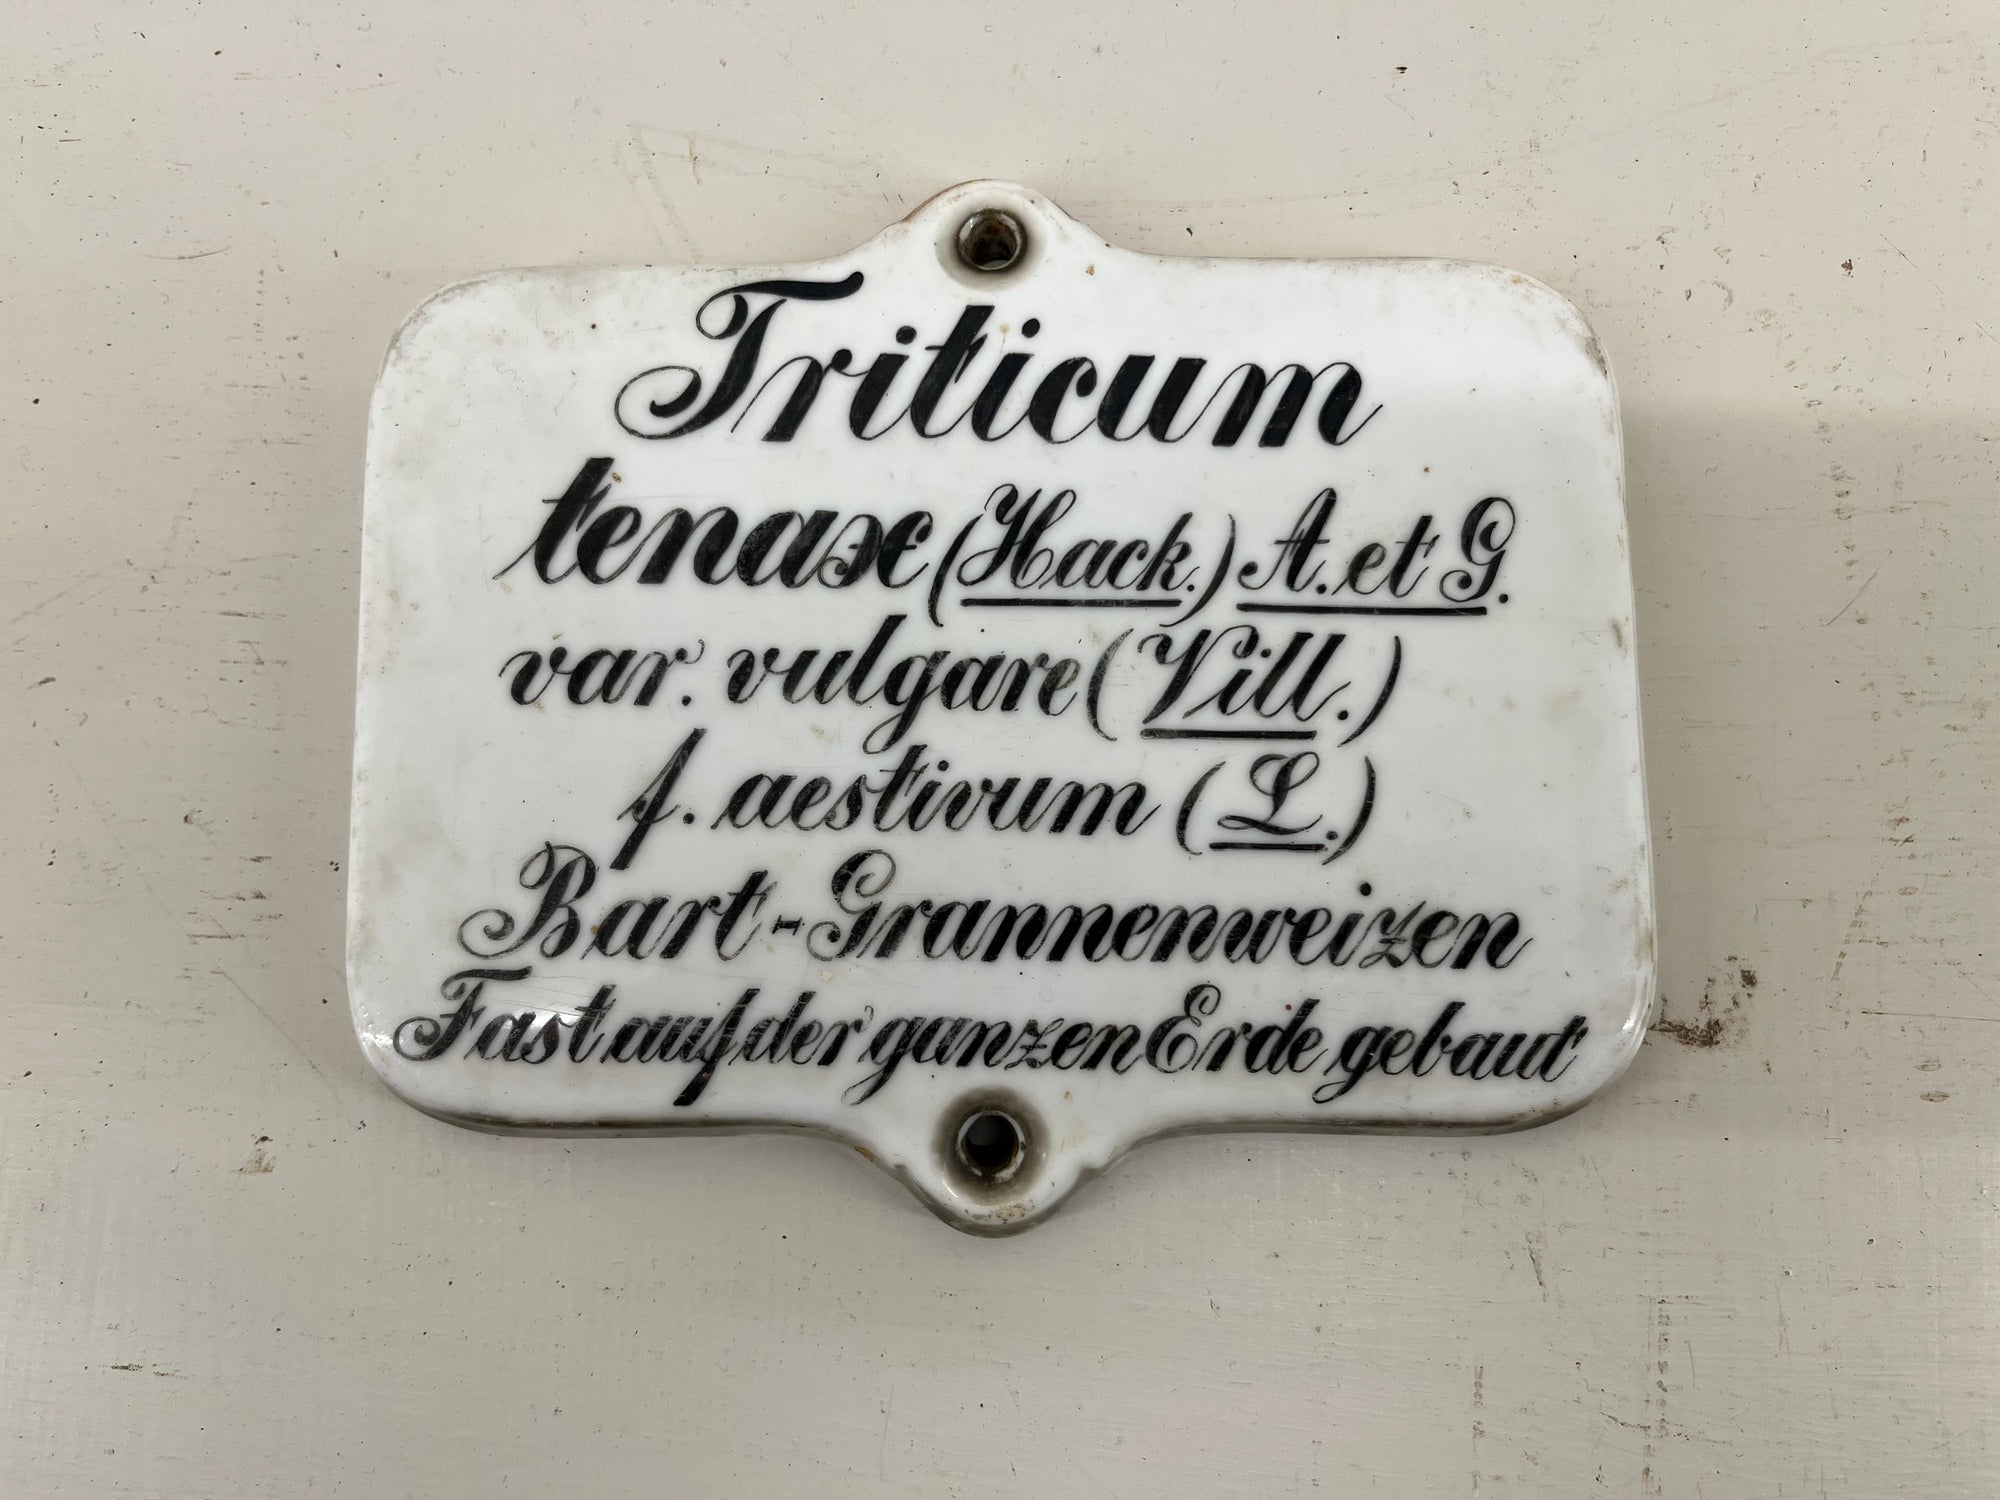 Triticum
tenax (Hack.) A. et G.
var. vulgare (Vill.)
f. aestivum (L.)
Bart-Grannenweizen
Fast auf der ganzen Erde gebaut